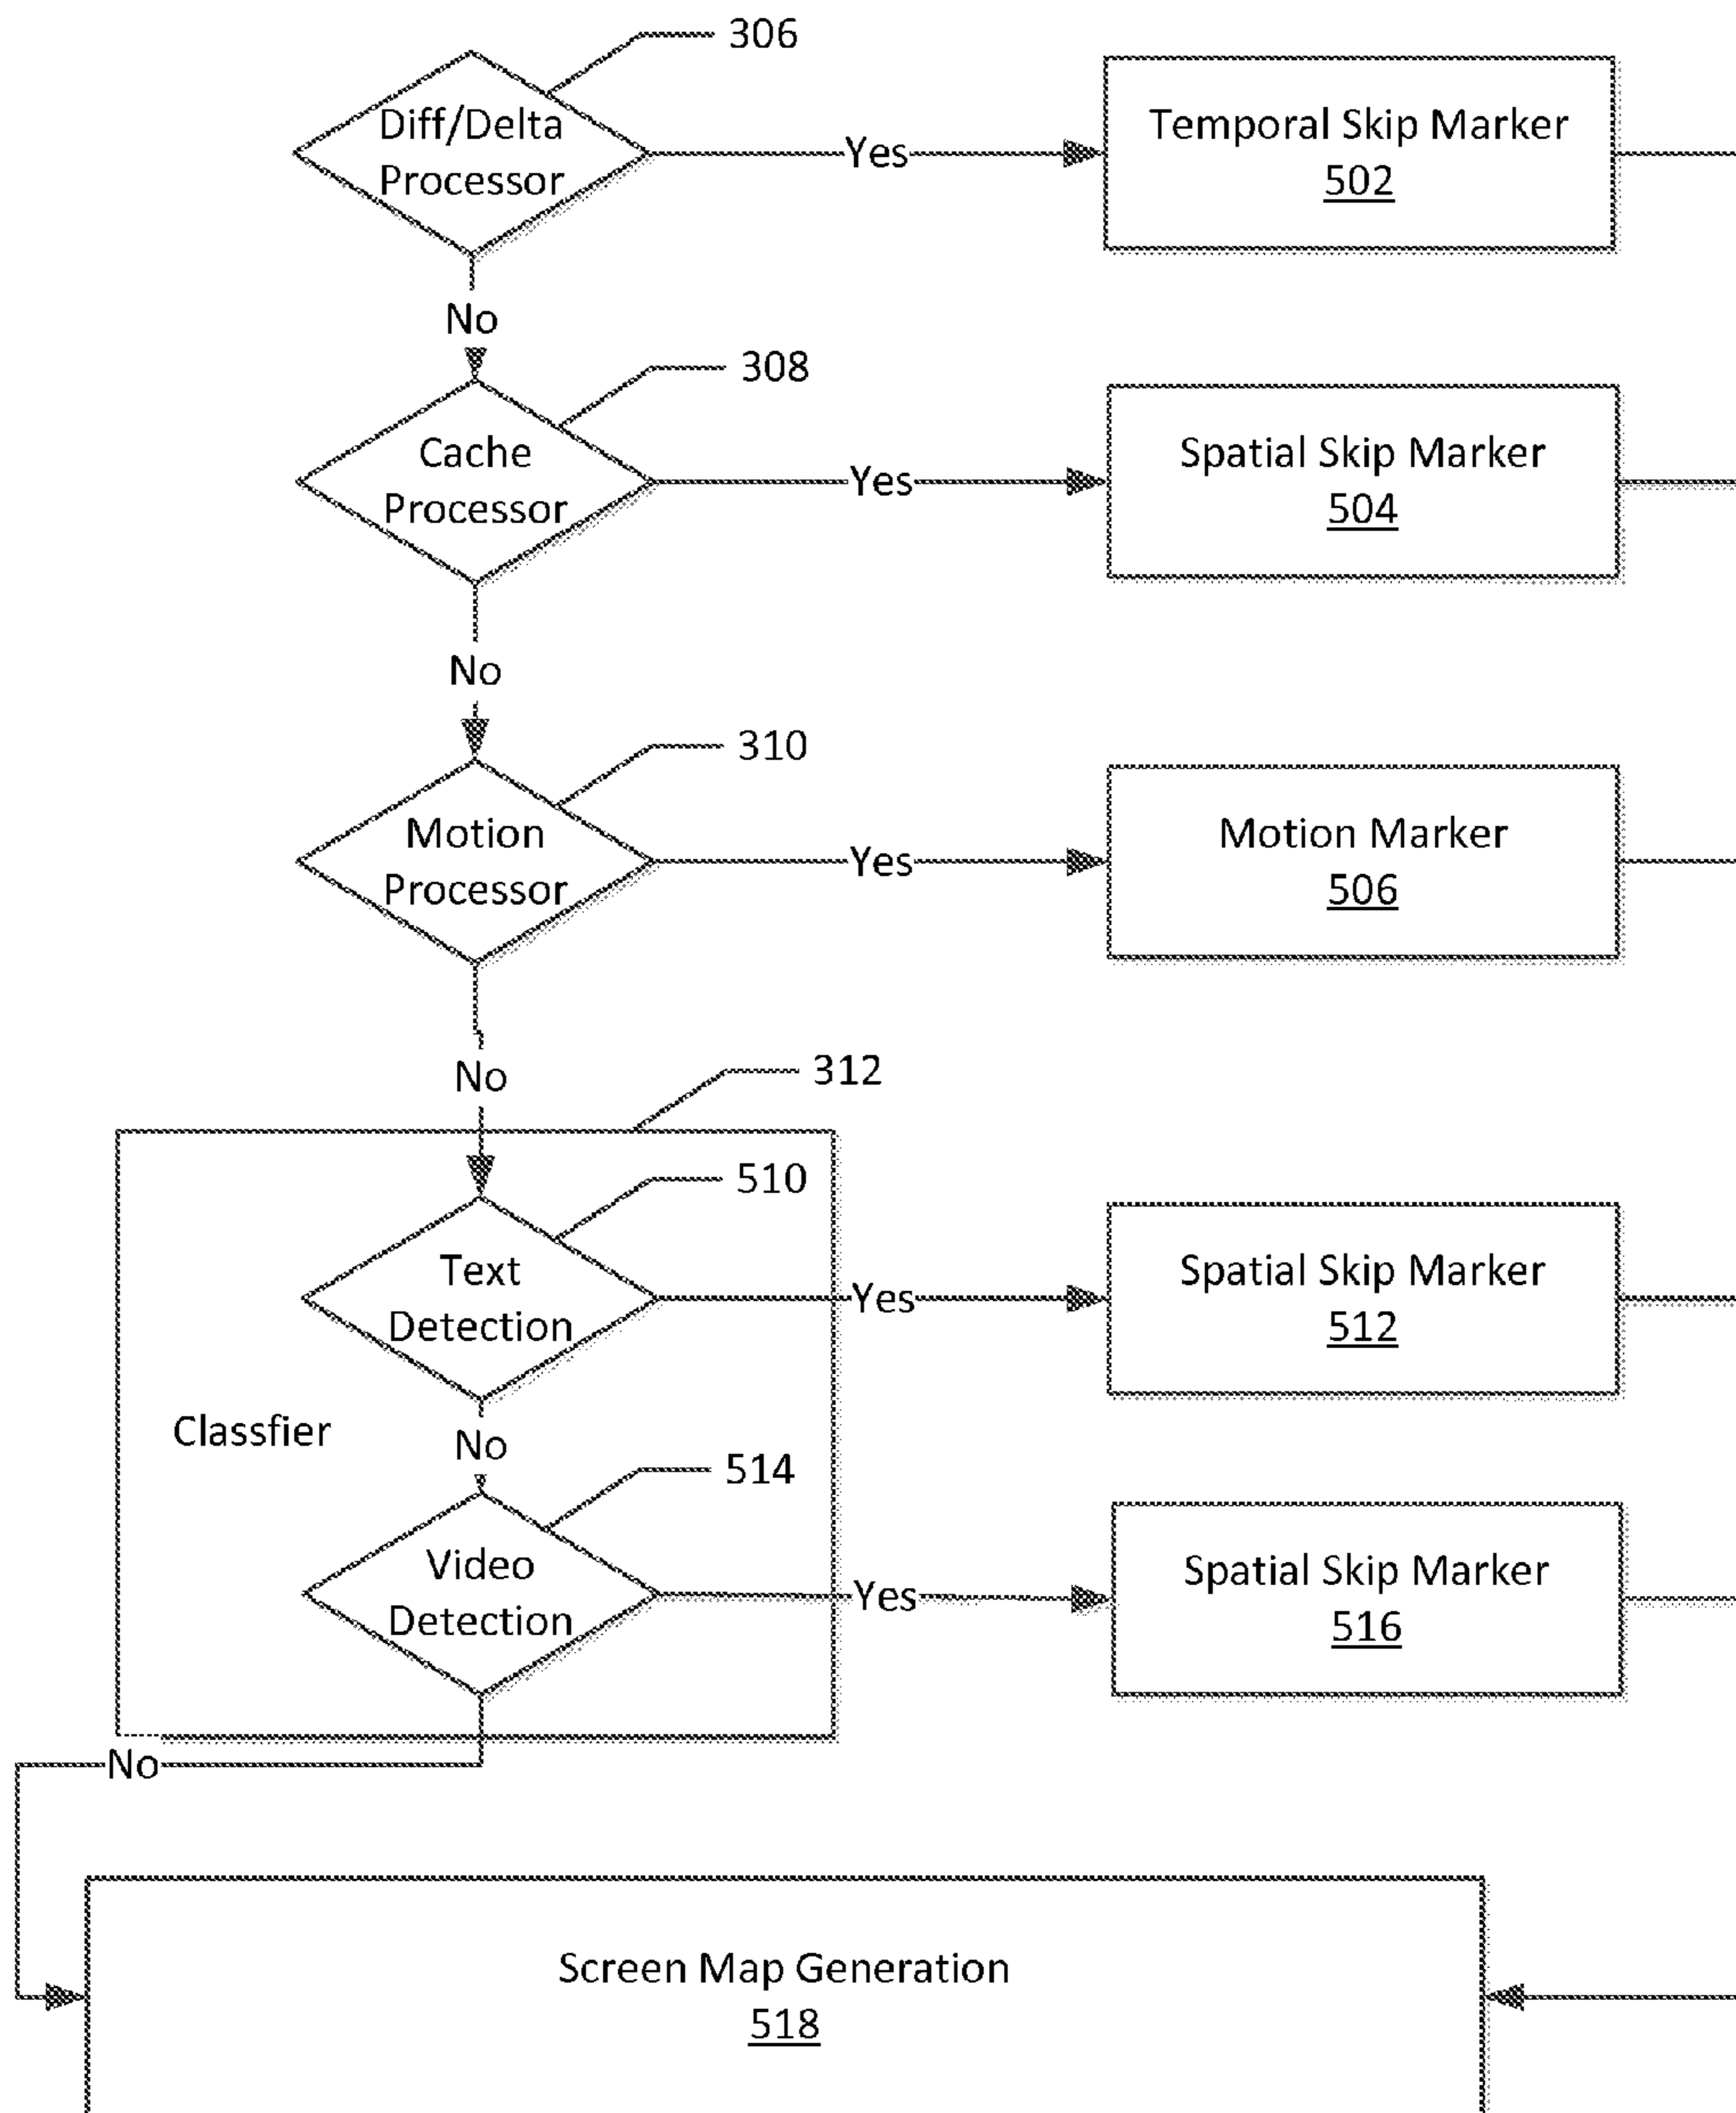 306
Diff/Delta
Processor
Yes
Temporal Skip Marker
502
No
308
Cache
Processor
Yes
Spatial Skip Marker
504
No
310
Motion
Processor
Yes
Motion Marker
506
No
312
510
Text
Detection
Yes
Spatial Skip Marker
512
Classfier
No
514
Video
Detection
Yes
Spatial Skip Marker
516
No
Screen Map Generation
518